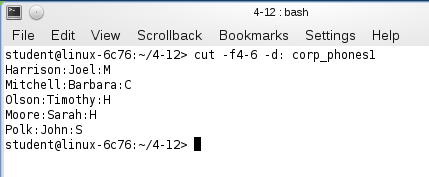 4-12 : bash
File Edit View Scrollback Bookmarks Settings Help
student@linux-6c76:~/4-12> cut -f4-6 -d: corp_phones1
Harrison:Joel:M
Mitchell:Barbara:C
Olson:Timothy:H
Moore:Sarah:H
Polk:John:S
student@linux-6c76:~/4-12>